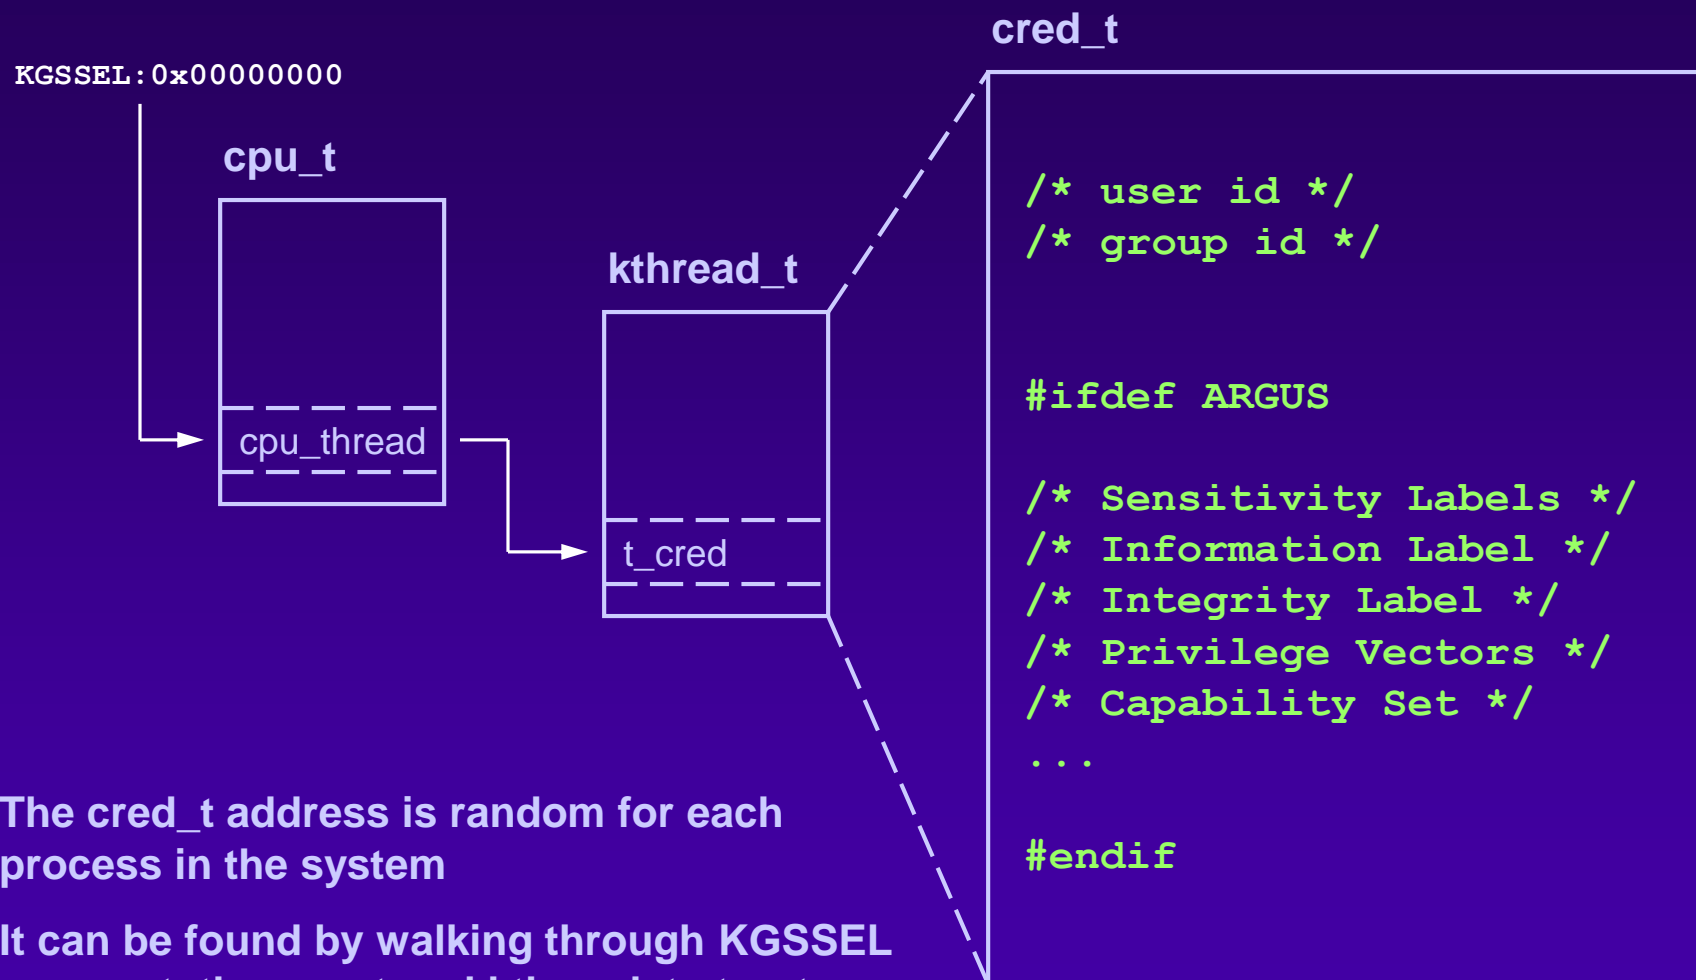 cred_t
KGSSEL:0x00000000
cpu_t
/* user id */
/* group id */
kthread_t
#ifdef ARGUS
cpu_thread
/* Sensitivity Labels */
t_cred
/* Information Label */
/* Integrity Label */
/* Privilege Vectors */
/* Capability Set */
...
The cred_t address is random for each
process in the system
#endif
It can be found by walking through KGSSEL